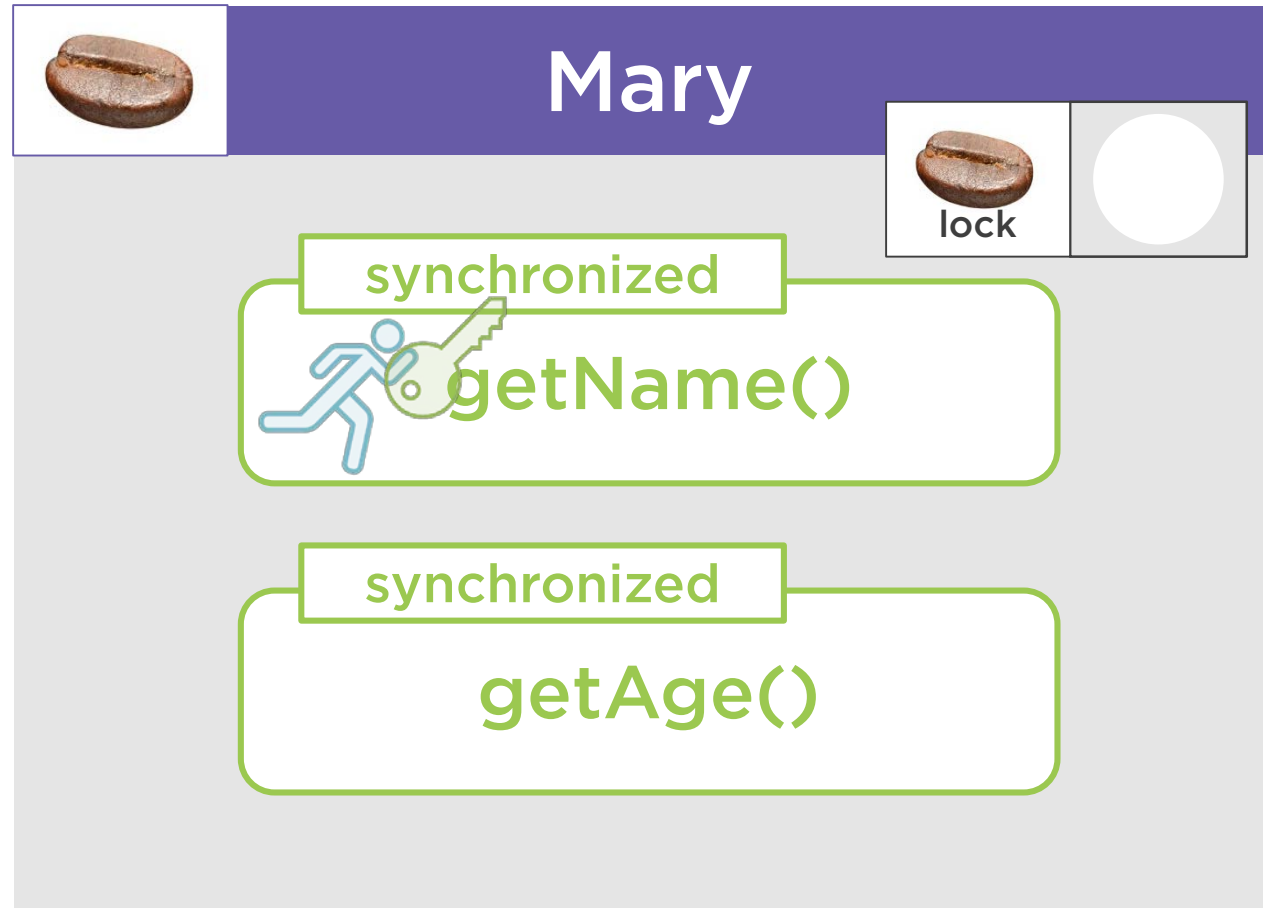 Mary
lock
synchronized
getName()
synchronized
getAge()